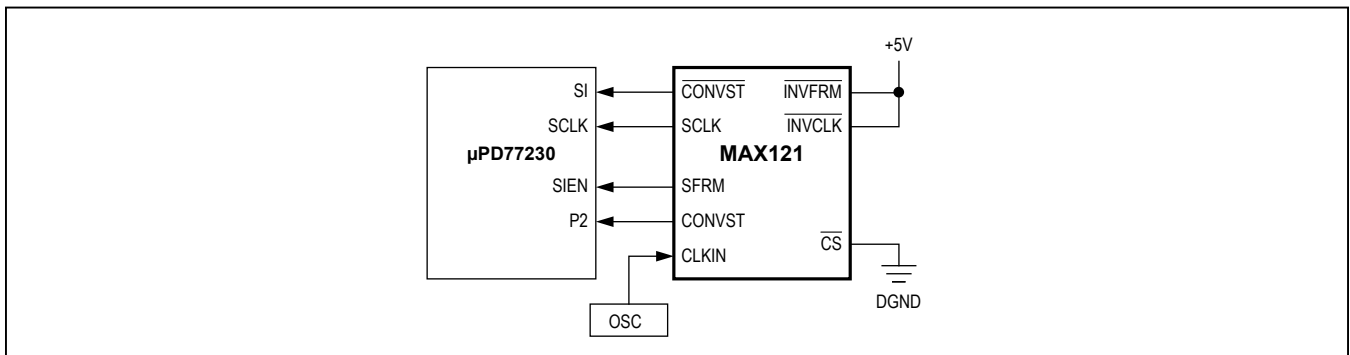 +5V
SI CONVST INVFRM
SCLK SCLK INVCLK
µPD77230 MAX121
SIEN SFRM
P2 CONVST
CS
CLKIN
DGND
OSC